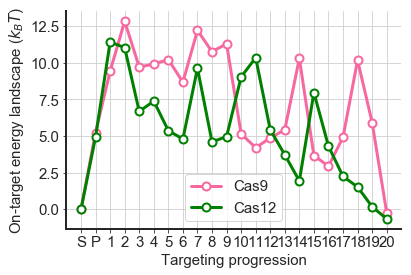 On-target energy landscape (k_BT)
12.5
10.0
7.5
5.0
2.5
0.0
Cas9
Cas12
S P 1 2 3 4 5 6 7 8 9 10 11 12 13 14 15 16 17 18 19 20
Targeting progression